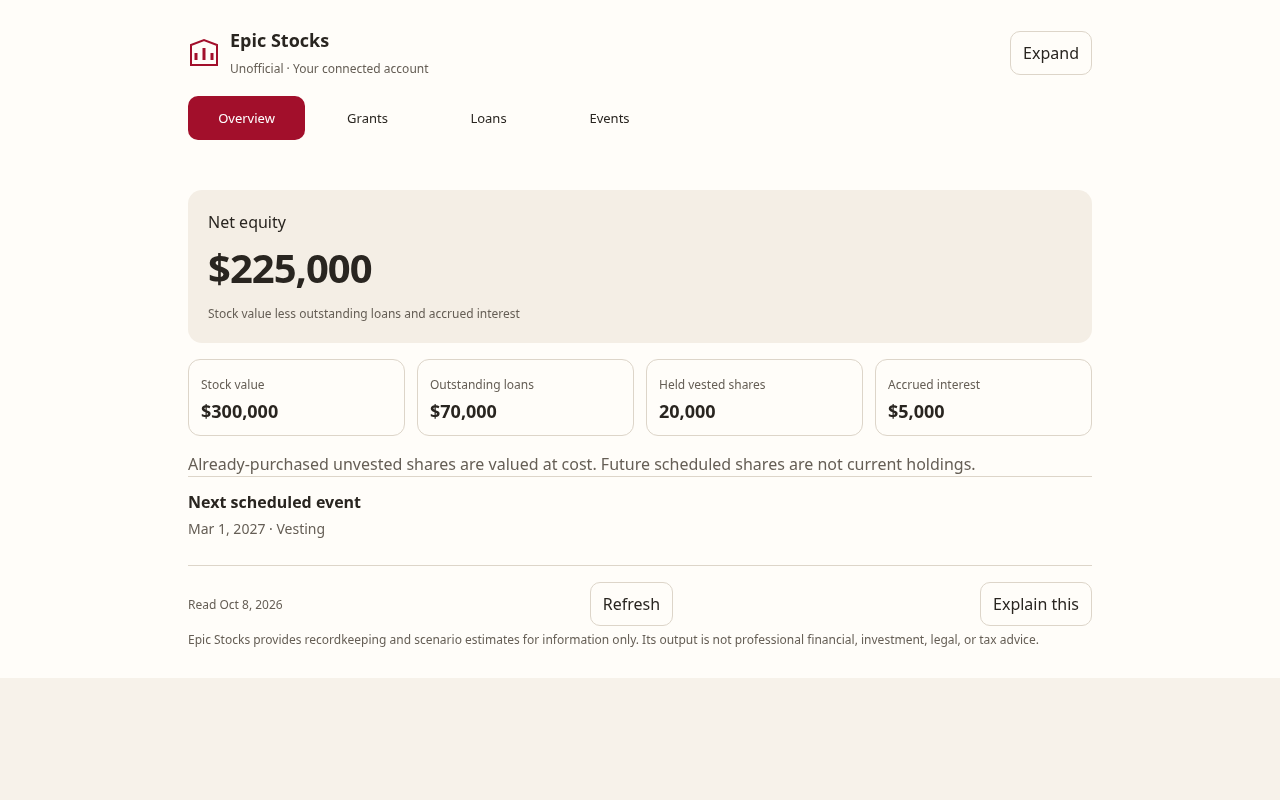 Epic Stocks
Unofficial · Your connected account
Expand
Overview
Grants
Loans
Events
Net equity
$225,000
Stock value less outstanding loans and accrued interest
Stock value
$300,000
Outstanding loans
$70,000
Held vested shares
20,000
Accrued interest
$5,000
Already-purchased unvested shares are valued at cost. Future scheduled shares are not current holdings.
Next scheduled event
Mar 1, 2027 · Vesting
Read Oct 8, 2026
Refresh
Explain this
Epic Stocks provides recordkeeping and scenario estimates for information only. Its output is not professional financial, investment, legal, or tax advice.